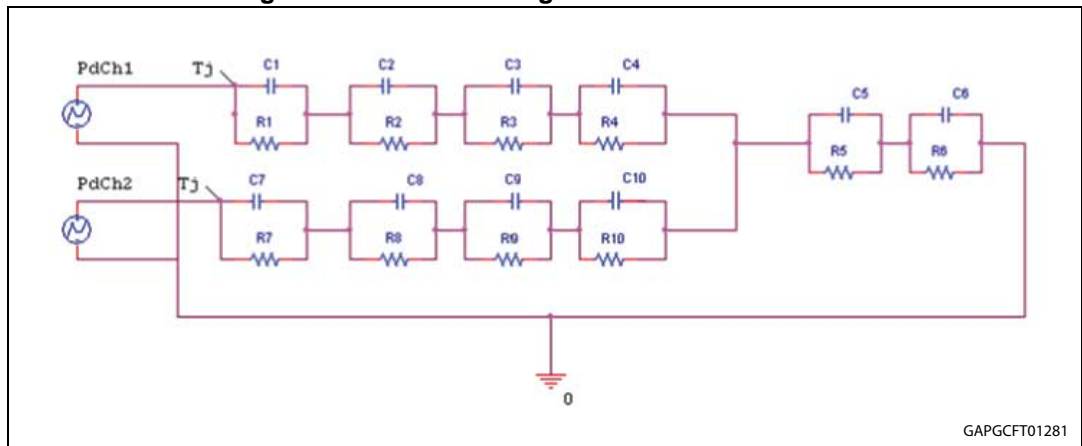 PdCh1 Tj C1 C2 C3 C4
R1 R2 R3 R4
C5 C6
R5 R6
PdCh2 Tj C7 C8 C9 C10
R7 R8 R9 R10
0
GAPGCFT01281